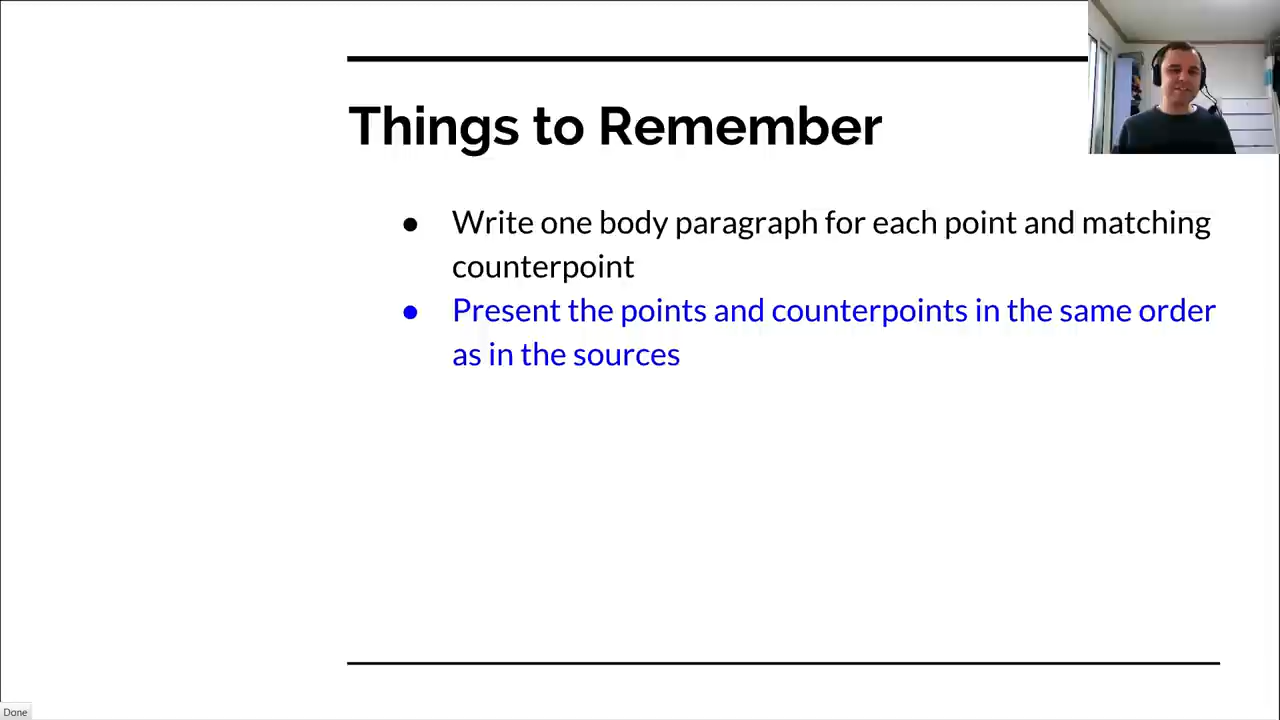 Things to Remember
● Write one body paragraph for each point and matching
counterpoint
● Present the points and counterpoints in the same order
as in the sources
Dane